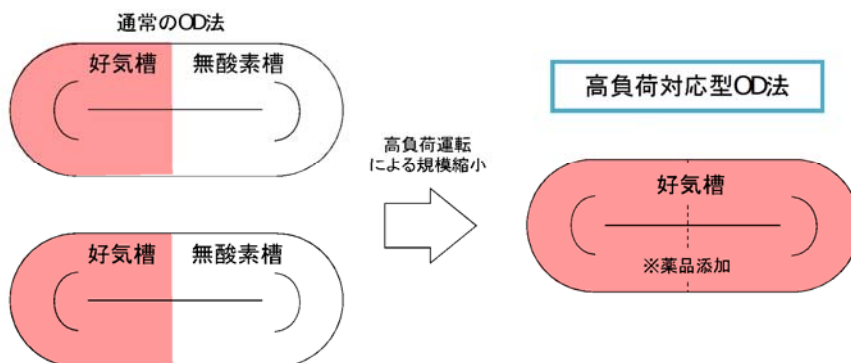 通常のOD法
好気槽
無酸素槽
好気槽
無酸素槽
高負荷運転
による規模縮小
高負荷対応型OD法
好気槽
※薬品添加